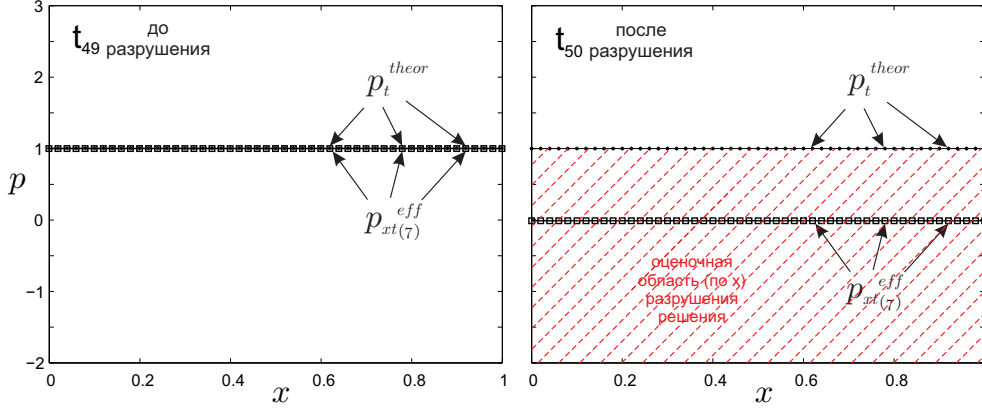 3
2
1
0
−1
−2
p
t49 до разрушения
p_t^theor
p_xt(7)^eff
0 0.2 0.4 0.6 0.8 1
x
t50 после разрушения
p_t^theor
p_xt(7)^eff
оценочная
область (по x)
разрушения
решения
0 0.2 0.4 0.6 0.8
x